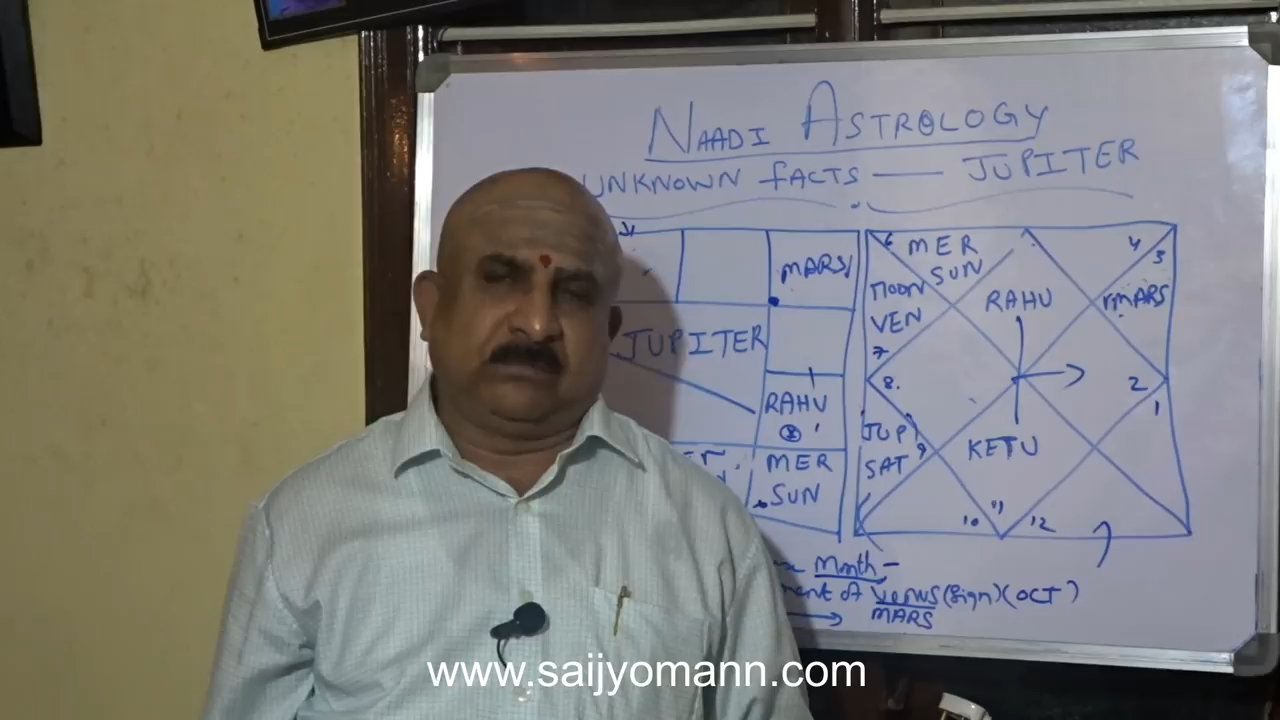 NAADI ASTROLOGY
UNKNOWN FACTS — JUPITER
MARS
JUPITER
RAHU
MER
SUN
6 MER
SUN
4
3
MOON
VEN
7
RAHU
MARS
8.
2
1
JUP
SAT
9
KETU
10
11
12
Month -
of VENUS (Sign) (OCT)
MARS
www.saijyomann.com